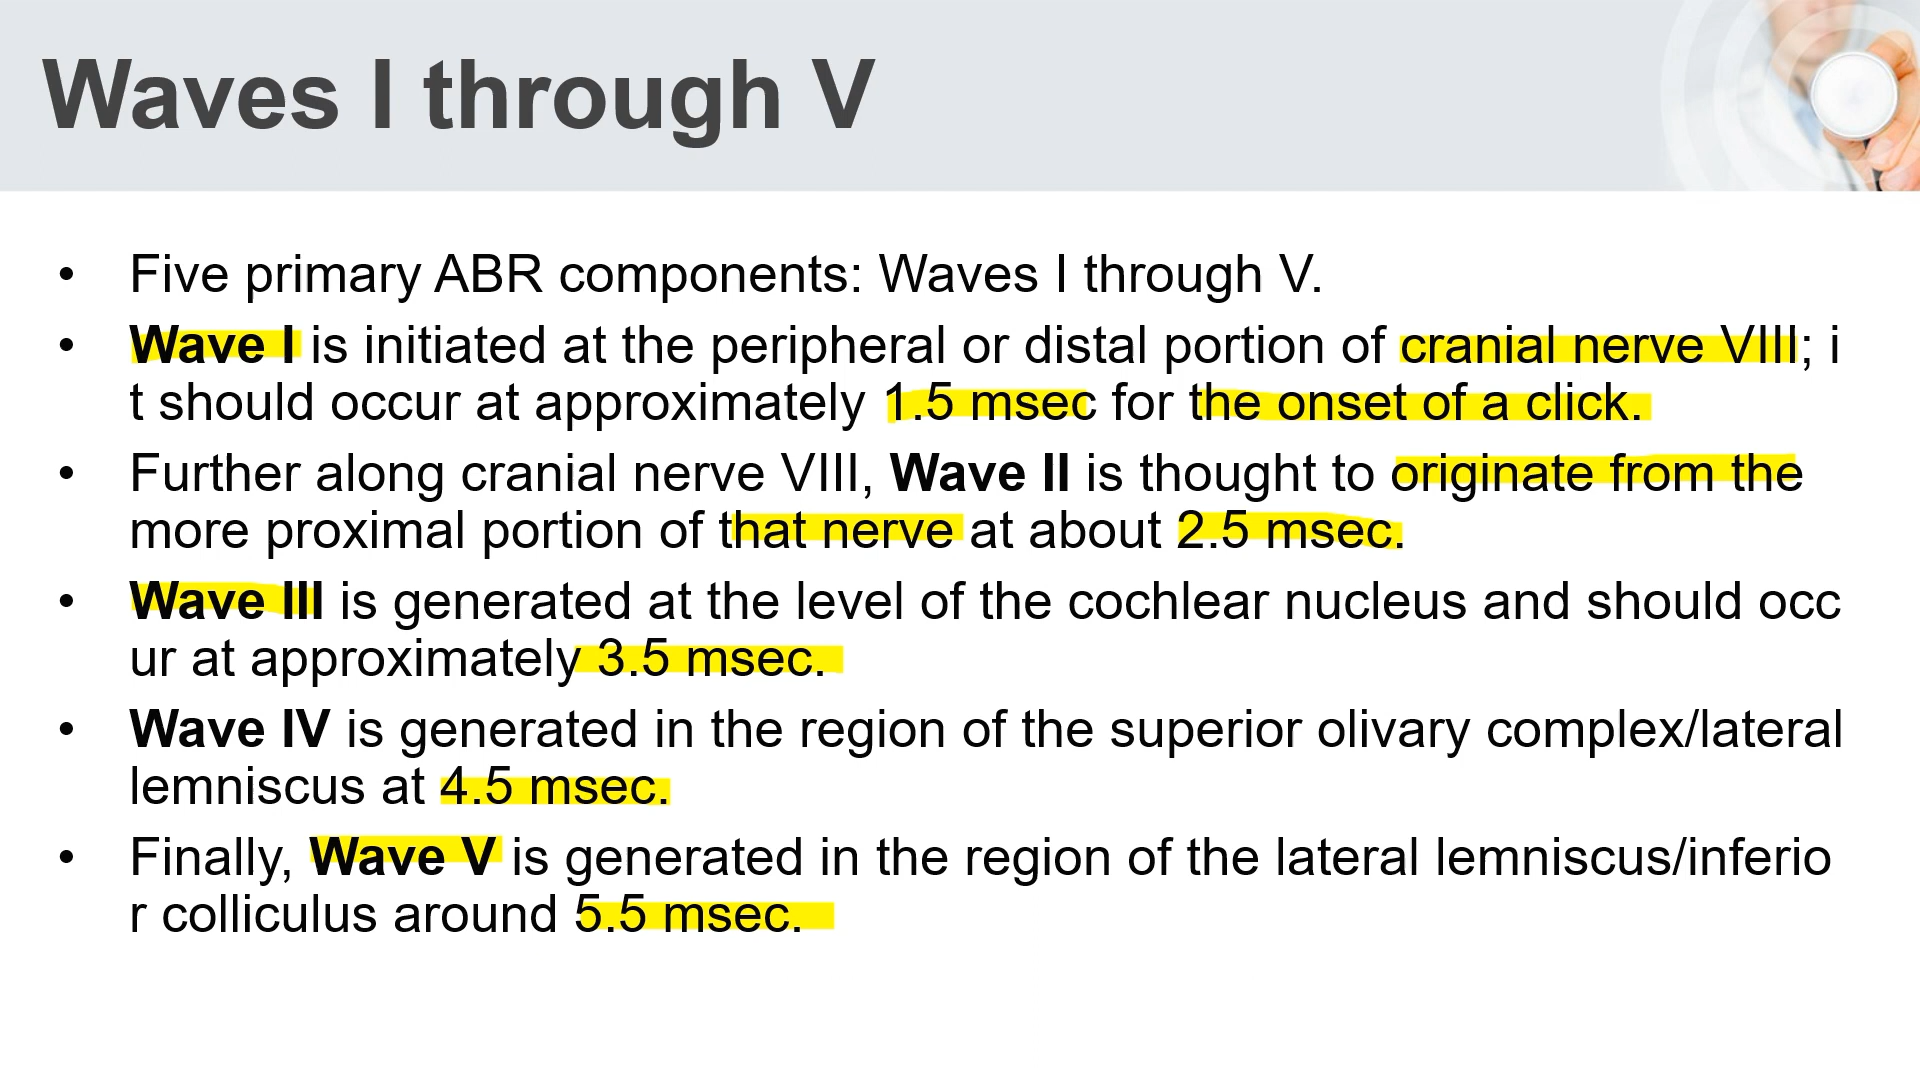 Waves I through V
• Five primary ABR components: Waves I through V.
• Wave I is initiated at the peripheral or distal portion of cranial nerve VIII; i
t should occur at approximately 1.5 msec for the onset of a click.
• Further along cranial nerve VIII, Wave II is thought to originate from the
more proximal portion of that nerve at about 2.5 msec.
• Wave III is generated at the level of the cochlear nucleus and should occ
ur at approximately 3.5 msec.
• Wave IV is generated in the region of the superior olivary complex/lateral
lemniscus at 4.5 msec.
• Finally, Wave V is generated in the region of the lateral lemniscus/inferio
r colliculus around 5.5 msec.